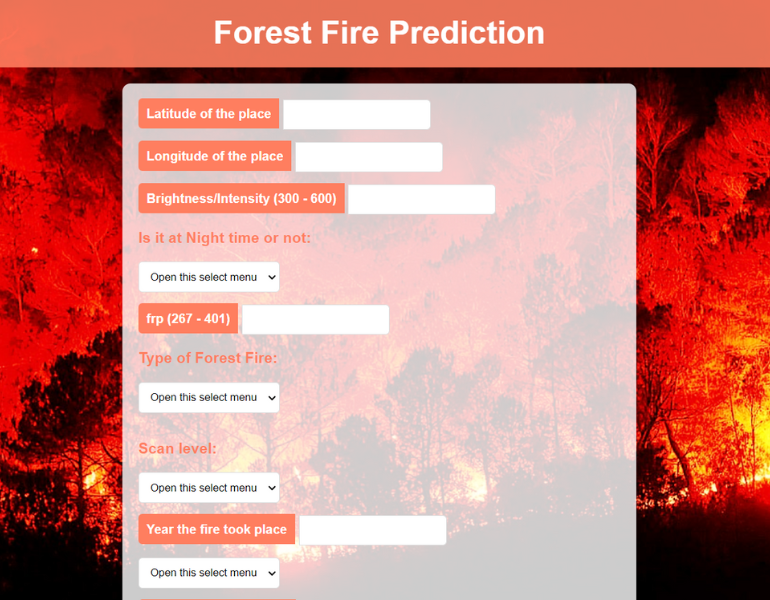 Forest Fire Prediction
Latitude of the place
Longitude of the place
Brightness/Intensity (300 - 600)
Is it at Night time or not:
Open this select menu
frp (267 - 401)
Type of Forest Fire:
Open this select menu
Scan level:
Open this select menu
Year the fire took place
Open this select menu